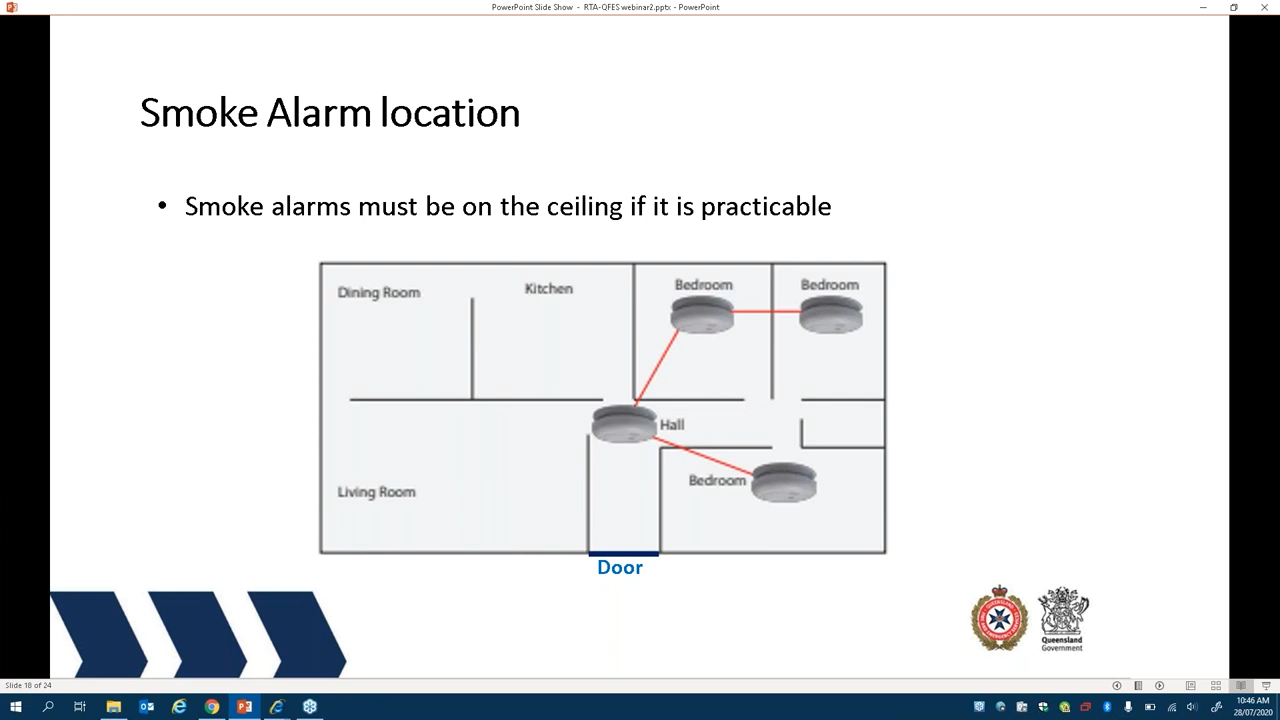 PowerPoint Slide Show - RTA-QFES webinar2.pptx - PowerPoint
Smoke Alarm location
• Smoke alarms must be on the ceiling if it is practicable
Dining Room
Kitchen
Bedroom
Bedroom
Hall
Bedroom
Living Room
Door
Queensland
Government
Slide 18 of 24
10:46 AM
28/07/2020